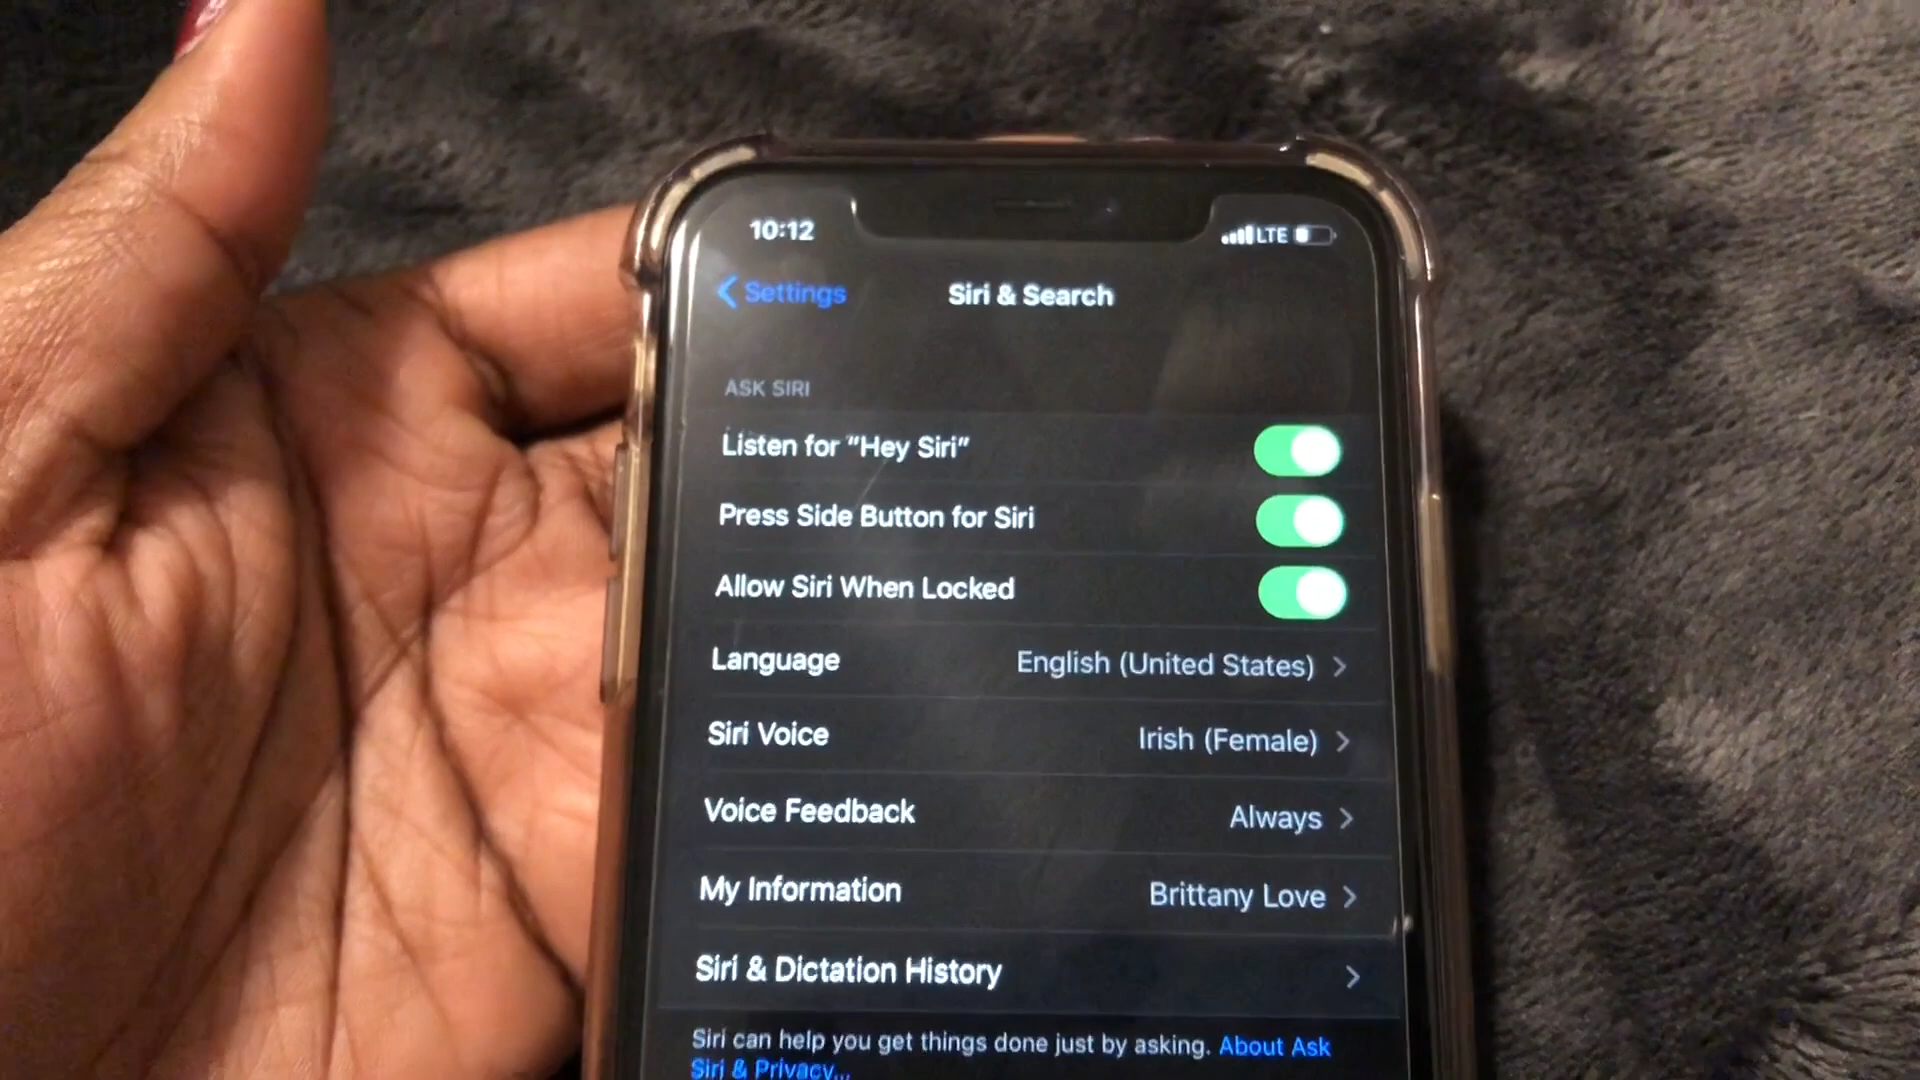 10:12 LTE
Settings Siri & Search
ASK SIRI
Listen for “Hey Siri”
Press Side Button for Siri
Allow Siri When Locked
Language English (United States)
Siri Voice Irish (Female)
Voice Feedback Always
My Information Brittany Love
Siri & Dictation History
Siri can help you get things done just by asking. About Ask
Siri & Privacy...